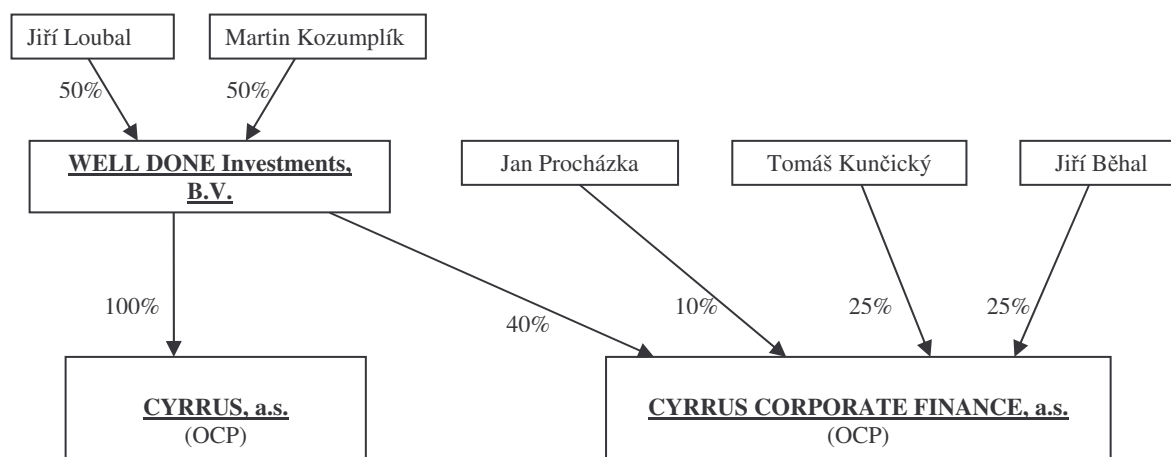 Jiří Loubal
Martin Kozumplík
50%
50%
WELL DONE Investments,
B.V.
Jan Procházka
Tomáš Kunčický
Jiří Běhal
100%
40%
10%
25%
25%
CYRRUS, a.s.
(OCP)
CYRRUS CORPORATE FINANCE, a.s.
(OCP)